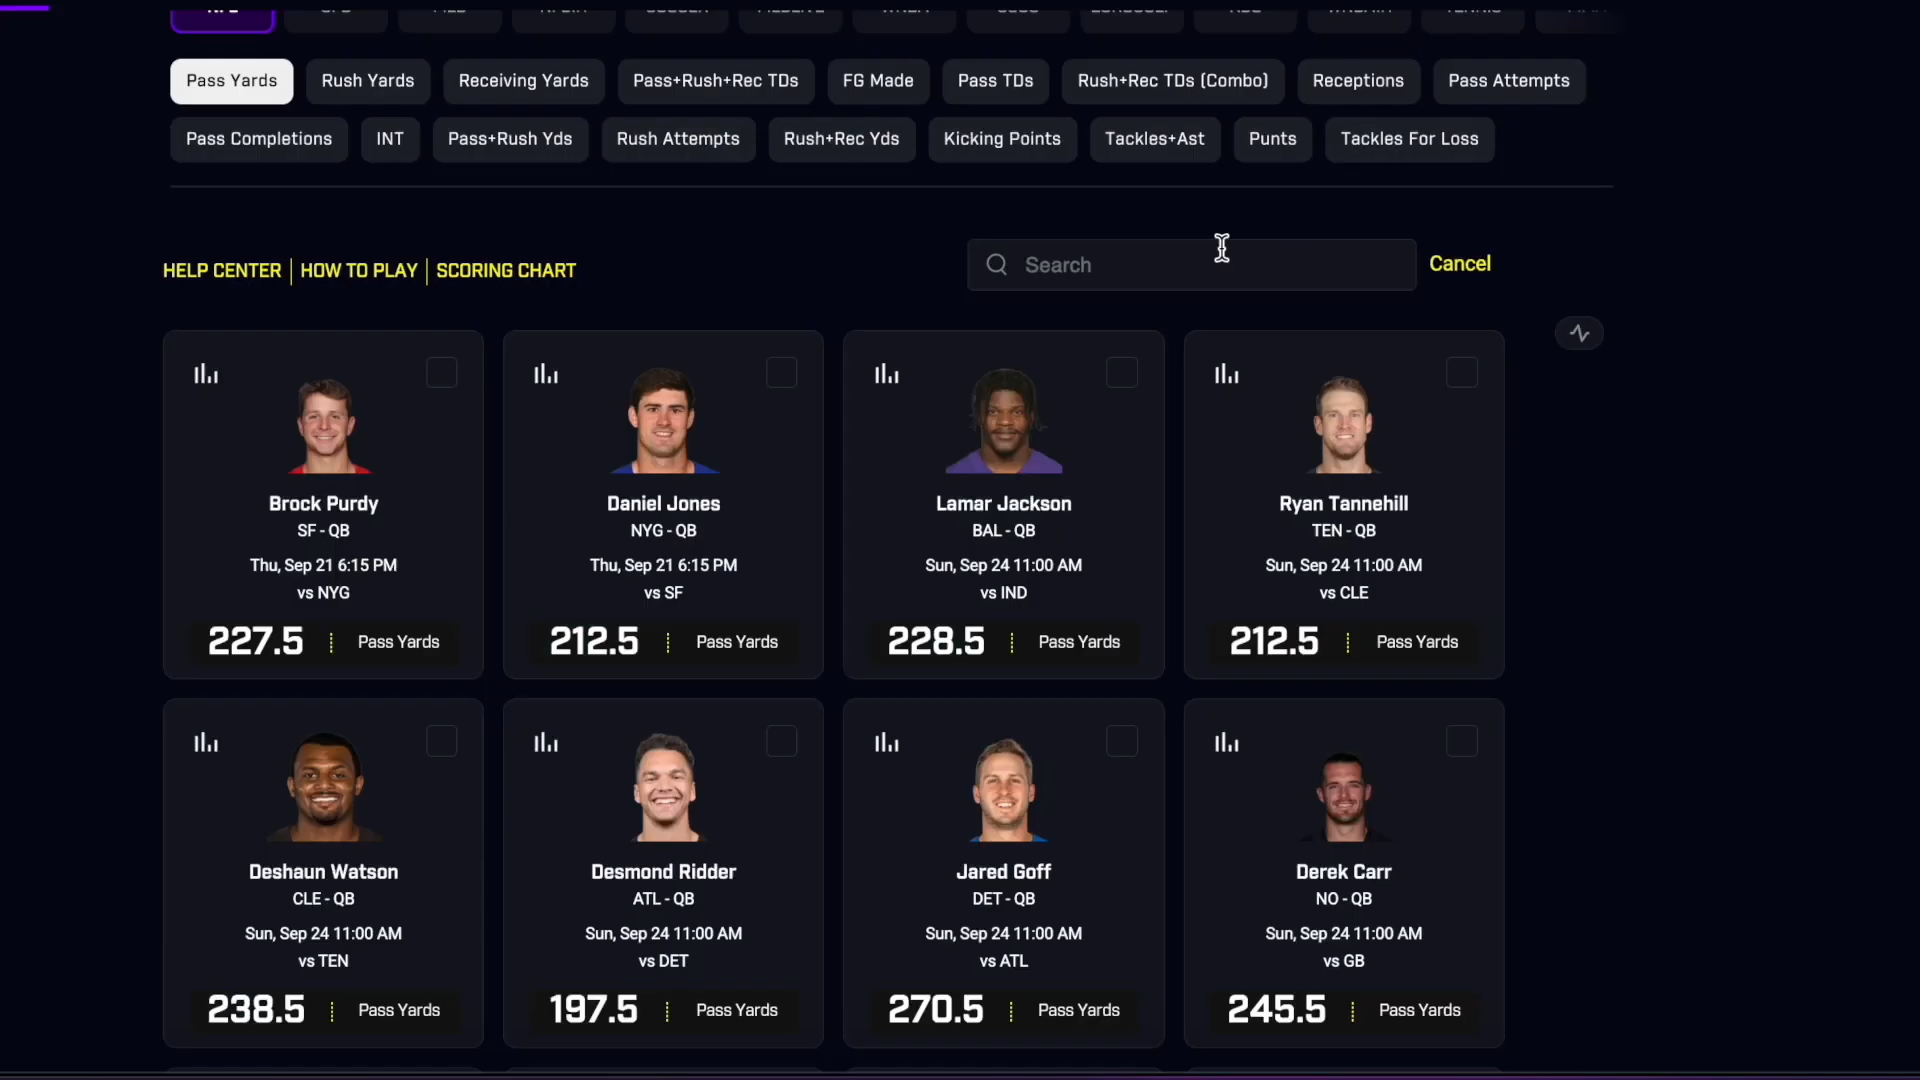 Pass Yards Rush Yards Receiving Yards Pass+Rush+Rec TDs FG Made Pass TDs Rush+Rec TDs (Combo) Receptions Pass Attempts
Pass Completions INT Pass+Rush Yds Rush Attempts Rush+Rec Yds Kicking Points Tackles+Ast Punts Tackles For Loss
HELP CENTER HOW TO PLAY SCORING CHART Search Cancel
Brock Purdy Daniel Jones Lamar Jackson Ryan Tannehill
SF - QB NYG - QB BAL - QB TEN - QB
Thu, Sep 21 6:15 PM Thu, Sep 21 6:15 PM Sun, Sep 24 11:00 AM Sun, Sep 24 11:00 AM
vs NYG vs SF vs IND vs CLE
227.5 Pass Yards 212.5 Pass Yards 228.5 Pass Yards 212.5 Pass Yards
Deshaun Watson Desmond Ridder Jared Goff Derek Carr
CLE - QB ATL - QB DET - QB NO - QB
Sun, Sep 24 11:00 AM Sun, Sep 24 11:00 AM Sun, Sep 24 11:00 AM Sun, Sep 24 11:00 AM
vs TEN vs DET vs ATL vs GB
238.5 Pass Yards 197.5 Pass Yards 270.5 Pass Yards 245.5 Pass Yards